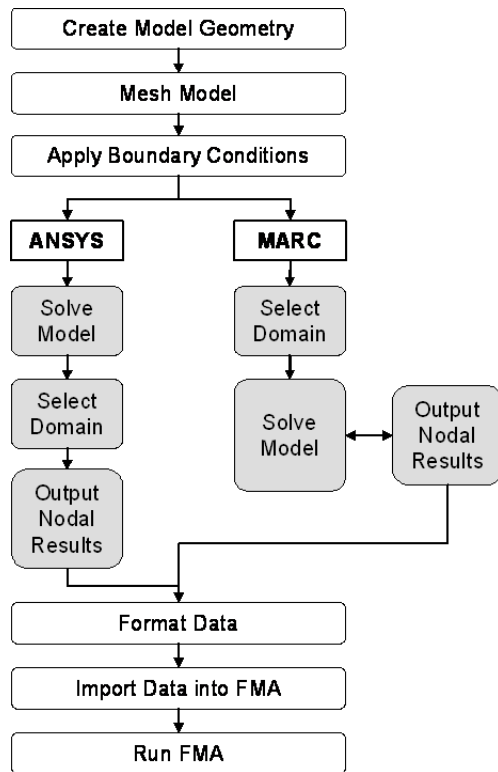 Create Model Geometry
Mesh Model
Apply Boundary Conditions
ANSYS
MARC
Solve
Model
Select
Domain
Select
Domain
Solve
Model
Output
Nodal
Results
Output
Nodal
Results
Format Data
Import Data into FMA
Run FMA